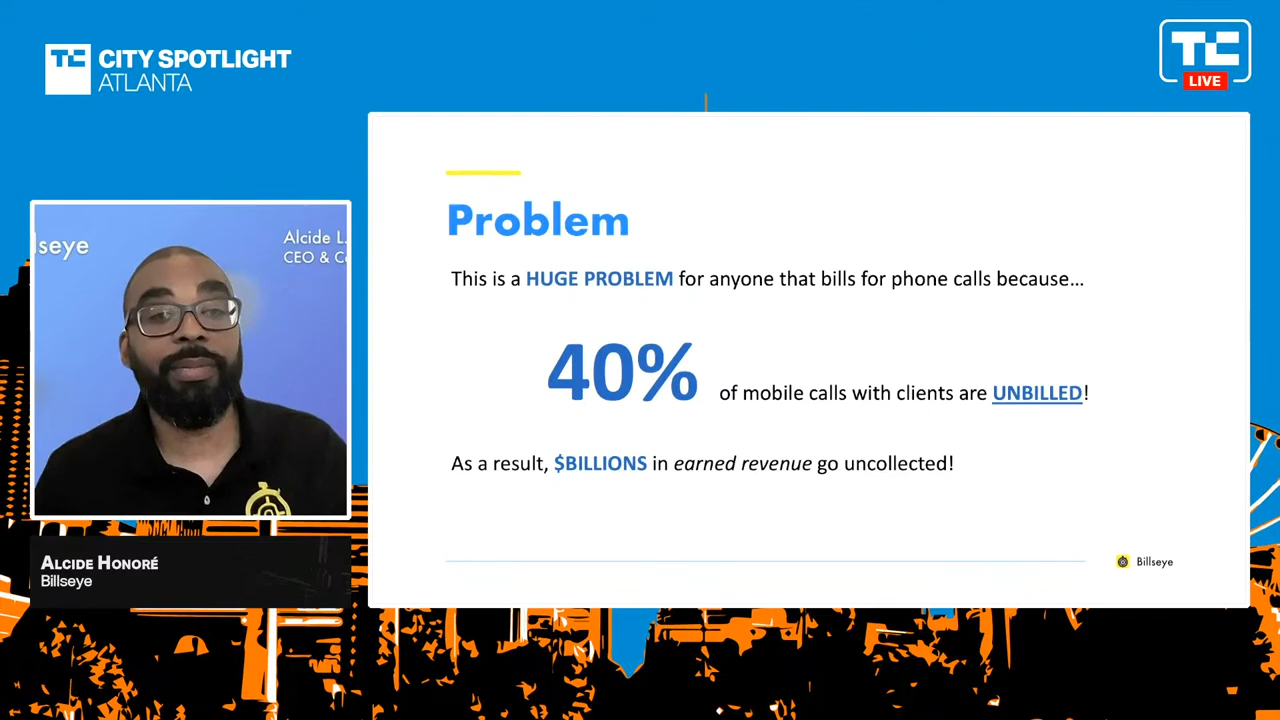 TC CITY SPOTLIGHT
ATLANTA
TC
LIVE
lseye
Alcide L.
CEO & C
Problem
This is a HUGE PROBLEM for anyone that bills for phone calls because...
40% of mobile calls with clients are UNBILLED!
As a result, $BILLIONS in earned revenue go uncollected!
Billseye
Alcide Honoré
Billseye